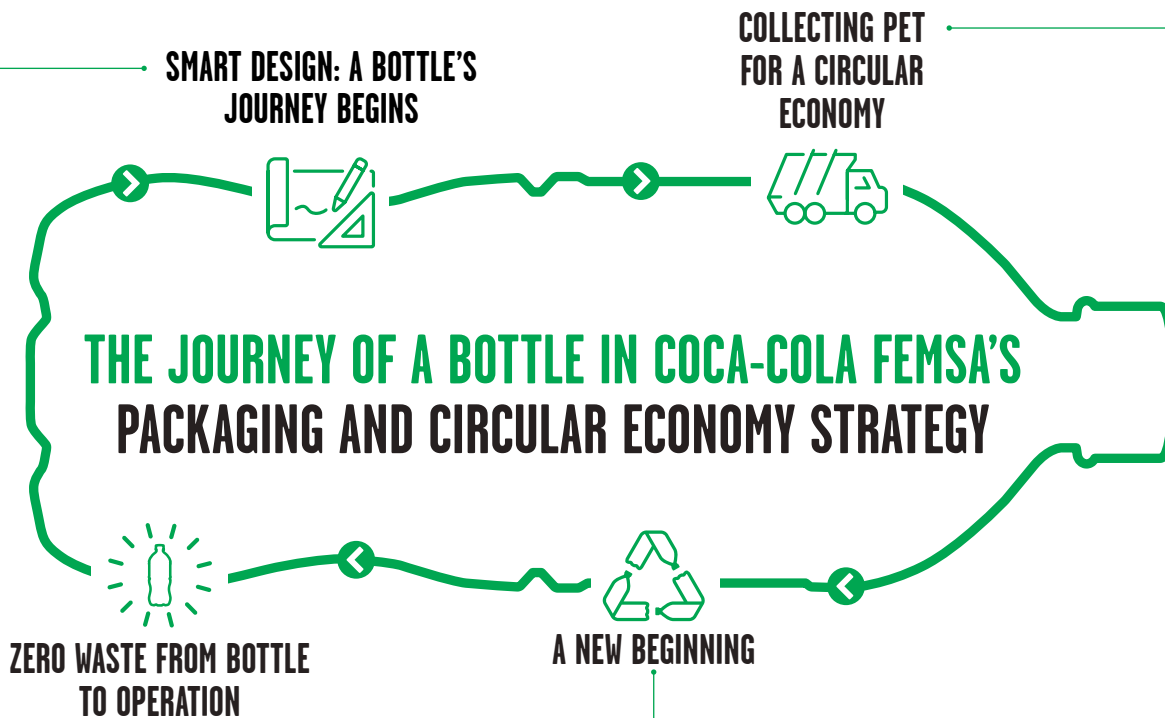 SMART DESIGN: A BOTTLE'S
JOURNEY BEGINS
COLLECTING PET
FOR A CIRCULAR
ECONOMY
THE JOURNEY OF A BOTTLE IN COCA-COLA FEMSA'S
PACKAGING AND CIRCULAR ECONOMY STRATEGY
ZERO WASTE FROM BOTTLE
TO OPERATION
A NEW BEGINNING